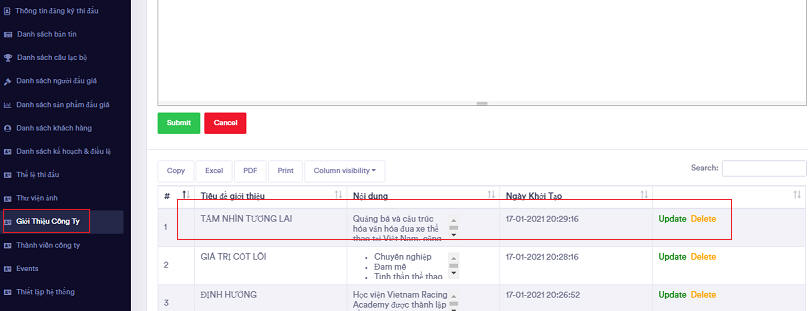 Thông tin đăng ký thi đấu
Danh sách bản tin
Danh sách câu lạc bộ
Danh sách người đấu giá
Danh sách sản phẩm đấu giá
Danh sách khách hàng
Danh sách kế hoạch & điều lệ
Thể lệ thi đấu
Thư viện ảnh
Giới Thiệu Công Ty
Thành viên công ty
Events
Thiết lập hệ thống
Submit Cancel
Copy Excel PDF Print Column visibility
Search:
# Tiêu đề giới thiệu Nội dung Ngày Khởi Tạo
1 TẦM NHÌN TƯƠNG LAI Quảng bá và cấu trúc 17-01-2021 20:29:16 Update Delete
hóa văn hóa đua xe thể
thao tại Việt Nam, cũng
2 GIÁ TRỊ CỐT LÕI Chuyên nghiệp 17-01-2021 20:28:16 Update Delete
Đam mê
Tinh thần thể thao
3 ĐỊNH HƯỚNG Học viện Vietnam Racing 17-01-2021 20:26:52 Update Delete
Academy được thành lập